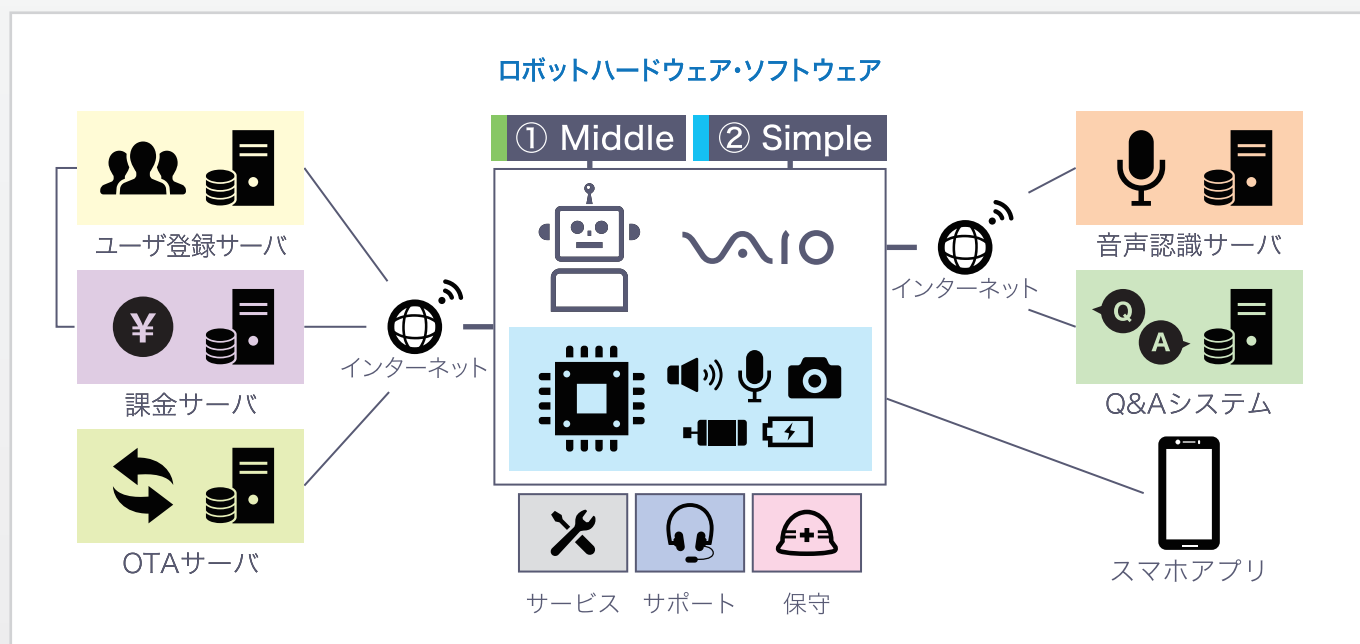 ロボットハードウェア・ソフトウェア
① Middle
② Simple
VAIO
ユーザ登録サーバ
¥
課金サーバ
OTAサーバ
インターネット
インターネット
音声認識サーバ
Q
A
Q&Aシステム
スマホアプリ
サービス
サポート
保守